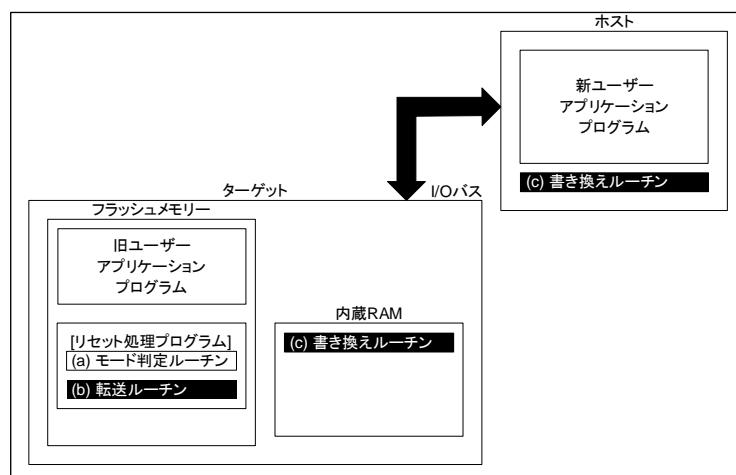 ホスト
新ユーザー
アプリケーション
プログラム
(c) 書き換えルーチン
ターゲット
I/Oバス
フラッシュメモリー
旧ユーザー
アプリケーション
プログラム
[リセット処理プログラム]
(a) モード判定ルーチン
(b) 転送ルーチン
内蔵RAM
(c) 書き換えルーチン